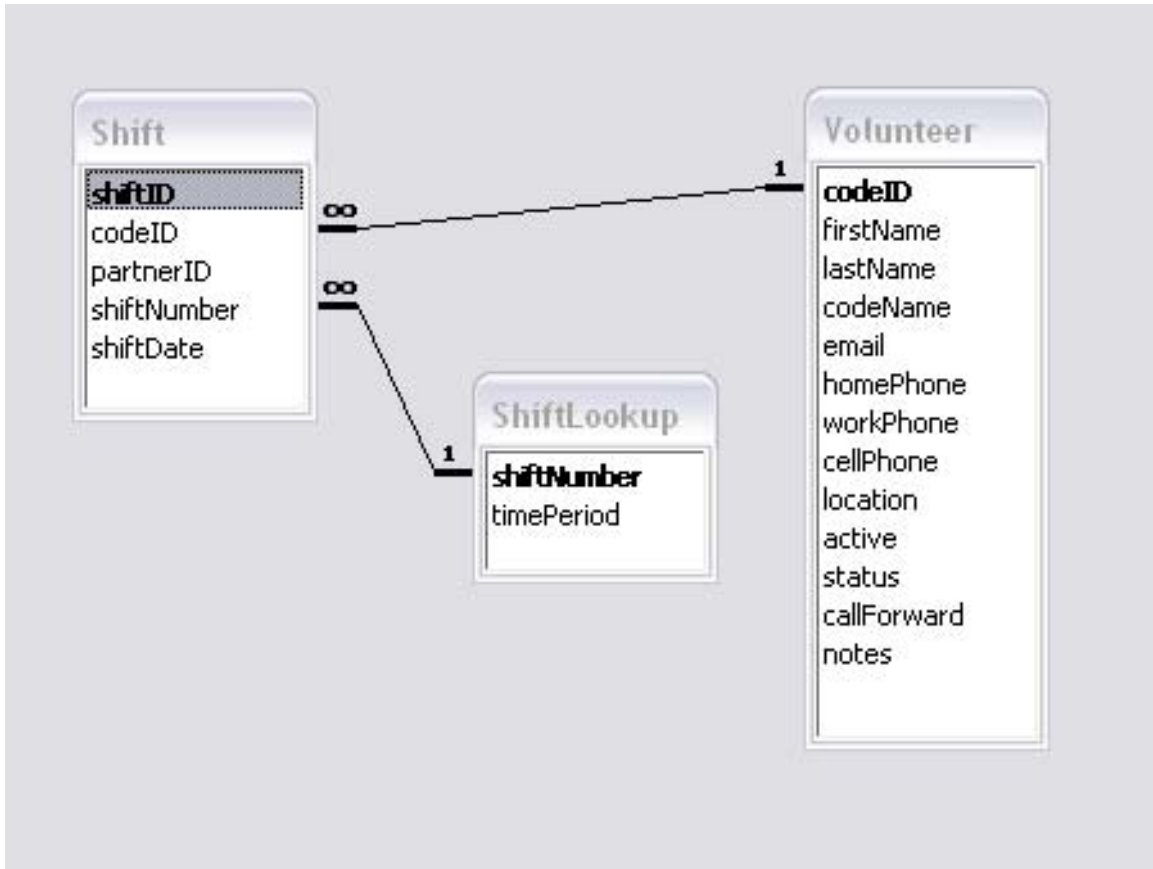 Shift
shiftID
codeID
partnerID
shiftNumber
shiftDate
∞
∞
1
1
ShiftLookup
shiftNumber
timePeriod
Volunteer
codeID
firstName
lastName
codeName
email
homePhone
workPhone
cellPhone
location
active
status
callForward
notes